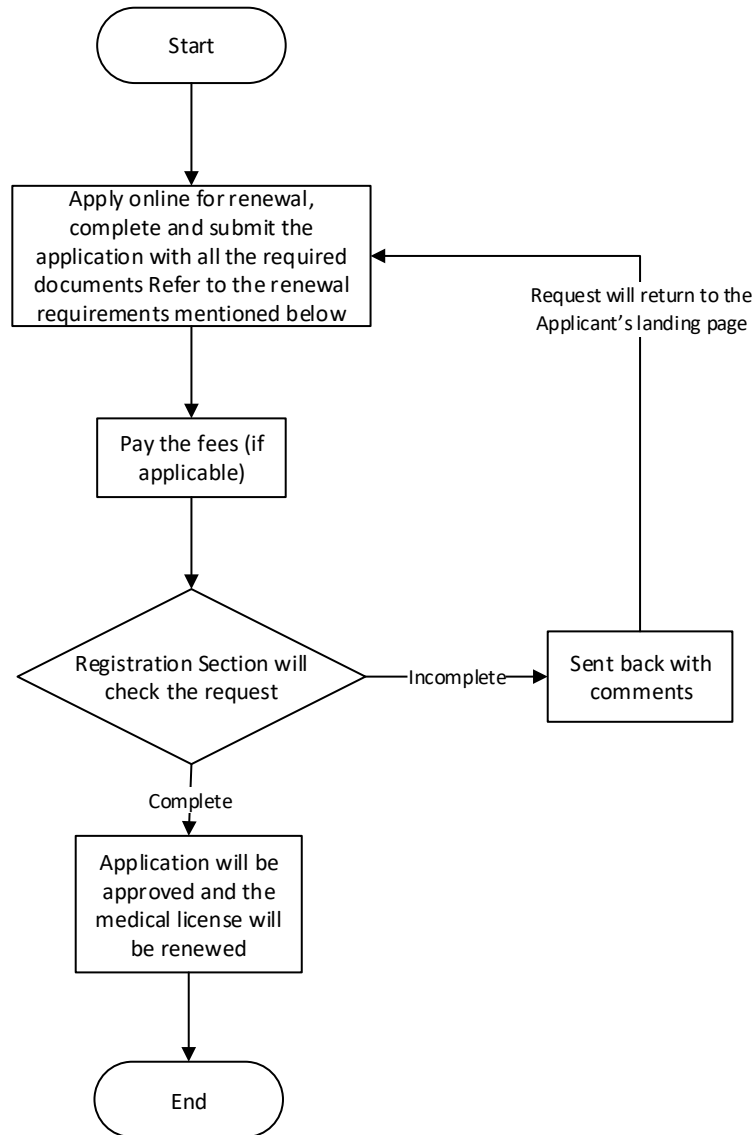 Start
Apply online for renewal,
complete and submit the
application with all the required
documents Refer to the renewal
requirements mentioned below
Request will return to the
Applicant’s landing page
Pay the fees (if
applicable)
Registration Section will
check the request
Incomplete
Sent back with
comments
Complete
Application will be
approved and the
medical license will
be renewed
End